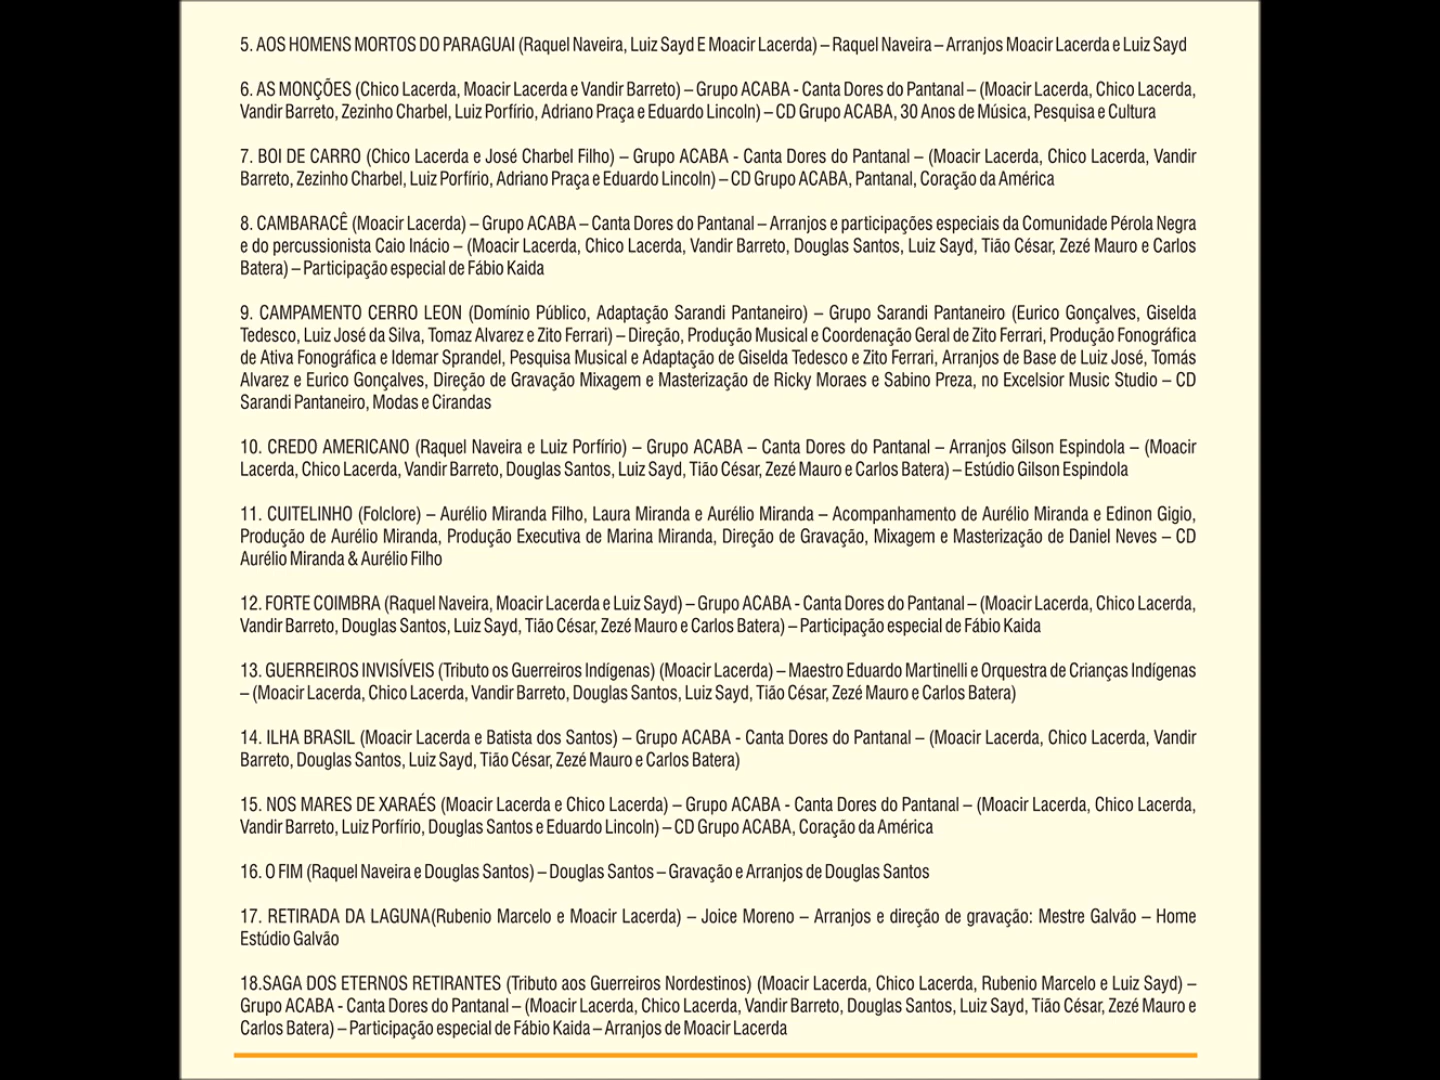 5. AOS HOMENS MORTOS DO PARAGUAI (Raquel Naveira, Luiz Sayd E Moacir Lacerda) – Raquel Naveira – Arranjos Moacir Lacerda e Luiz Sayd
6. AS MONÇÕES (Chico Lacerda, Moacir Lacerda e Vandir Barreto) – Grupo ACABA - Canta Dores do Pantanal – (Moacir Lacerda, Chico Lacerda,
Vandir Barreto, Zezinho Charbel, Luiz Porfírio, Adriano Praça e Eduardo Lincoln) – CD Grupo ACABA, 30 Anos de Música, Pesquisa e Cultura
7. BOI DE CARRO (Chico Lacerda e José Charbel Filho) – Grupo ACABA - Canta Dores do Pantanal – (Moacir Lacerda, Chico Lacerda, Vandir
Barreto, Zezinho Charbel, Luiz Porfírio, Adriano Praça e Eduardo Lincoln) – CD Grupo ACABA, Pantanal, Coração da América
8. CAMBARACÊ (Moacir Lacerda) – Grupo ACABA – Canta Dores do Pantanal – Arranjos e participações especiais da Comunidade Pérola Negra
e do percussionista Caio Inácio – (Moacir Lacerda, Chico Lacerda, Vandir Barreto, Douglas Santos, Luiz Sayd, Tião César, Zezé Mauro e Carlos
Batera) – Participação especial de Fábio Kaida
9. CAMPAMENTO CERRO LEON (Domínio Público, Adaptação Sarandi Pantaneiro) – Grupo Sarandi Pantaneiro (Eurico Gonçalves, Giselda
Tedesco, Luiz José da Silva, Tomaz Alvarez e Zito Ferrari) – Direção, Produção Musical e Coordenação Geral de Zito Ferrari, Produção Fonográfica
de Ativa Fonográfica e Idemar Sprandel, Pesquisa Musical e Adaptação de Giselda Tedesco e Zito Ferrari, Arranjos de Base de Luiz José, Tomás
Alvarez e Eurico Gonçalves, Direção de Gravação Mixagem e Masterização de Ricky Moraes e Sabino Preza, no Excelsior Music Studio – CD
Sarandi Pantaneiro, Modas e Cirandas
10. CREDO AMERICANO (Raquel Naveira e Luiz Porfírio) – Grupo ACABA – Canta Dores do Pantanal – Arranjos Gilson Espindola – (Moacir
Lacerda, Chico Lacerda, Vandir Barreto, Douglas Santos, Luiz Sayd, Tião César, Zezé Mauro e Carlos Batera) – Estúdio Gilson Espindola
11. CUITELINHO (Folclore) – Aurélio Miranda Filho, Laura Miranda e Aurélio Miranda – Acompanhamento de Aurélio Miranda e Edinon Gigio,
Produção de Aurélio Miranda, Produção Executiva de Marina Miranda, Direção de Gravação, Mixagem e Masterização de Daniel Neves – CD
Aurélio Miranda & Aurélio Filho
12. FORTE COIMBRA (Raquel Naveira, Moacir Lacerda e Luiz Sayd) – Grupo ACABA - Canta Dores do Pantanal – (Moacir Lacerda, Chico Lacerda,
Vandir Barreto, Douglas Santos, Luiz Sayd, Tião César, Zezé Mauro e Carlos Batera) – Participação especial de Fábio Kaida
13. GUERREIROS INVISÍVEIS (Tributo os Guerreiros Indígenas) (Moacir Lacerda) – Maestro Eduardo Martinelli e Orquestra de Crianças Indígenas
– (Moacir Lacerda, Chico Lacerda, Vandir Barreto, Douglas Santos, Luiz Sayd, Tião César, Zezé Mauro e Carlos Batera)
14. ILHA BRASIL (Moacir Lacerda e Batista dos Santos) – Grupo ACABA - Canta Dores do Pantanal – (Moacir Lacerda, Chico Lacerda, Vandir
Barreto, Douglas Santos, Luiz Sayd, Tião César, Zezé Mauro e Carlos Batera)
15. NOS MARES DE XARAÉS (Moacir Lacerda e Chico Lacerda) – Grupo ACABA - Canta Dores do Pantanal – (Moacir Lacerda, Chico Lacerda,
Vandir Barreto, Luiz Porfírio, Douglas Santos e Eduardo Lincoln) – CD Grupo ACABA, Coração da América
16. O FIM (Raquel Naveira e Douglas Santos) – Douglas Santos – Gravação e Arranjos de Douglas Santos
17. RETIRADA DA LAGUNA(Rubenio Marcelo e Moacir Lacerda) – Joice Moreno – Arranjos e direção de gravação: Mestre Galvão – Home
Estúdio Galvão
18.SAGA DOS ETERNOS RETIRANTES (Tributo aos Guerreiros Nordestinos) (Moacir Lacerda, Chico Lacerda, Rubenio Marcelo e Luiz Sayd) –
Grupo ACABA - Canta Dores do Pantanal – (Moacir Lacerda, Chico Lacerda, Vandir Barreto, Douglas Santos, Luiz Sayd, Tião César, Zezé Mauro e
Carlos Batera) – Participação especial de Fábio Kaida – Arranjos de Moacir Lacerda